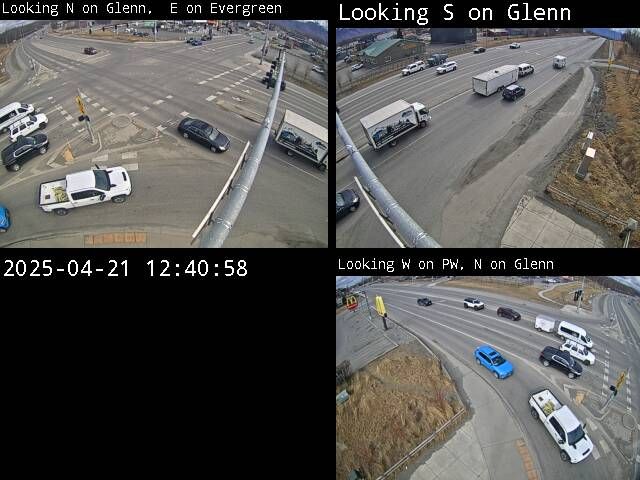 Looking N on Glenn, E on Evergreen
Looking S on Glenn
2025-04-21 12:40:58
Looking W on PW, N on Glenn